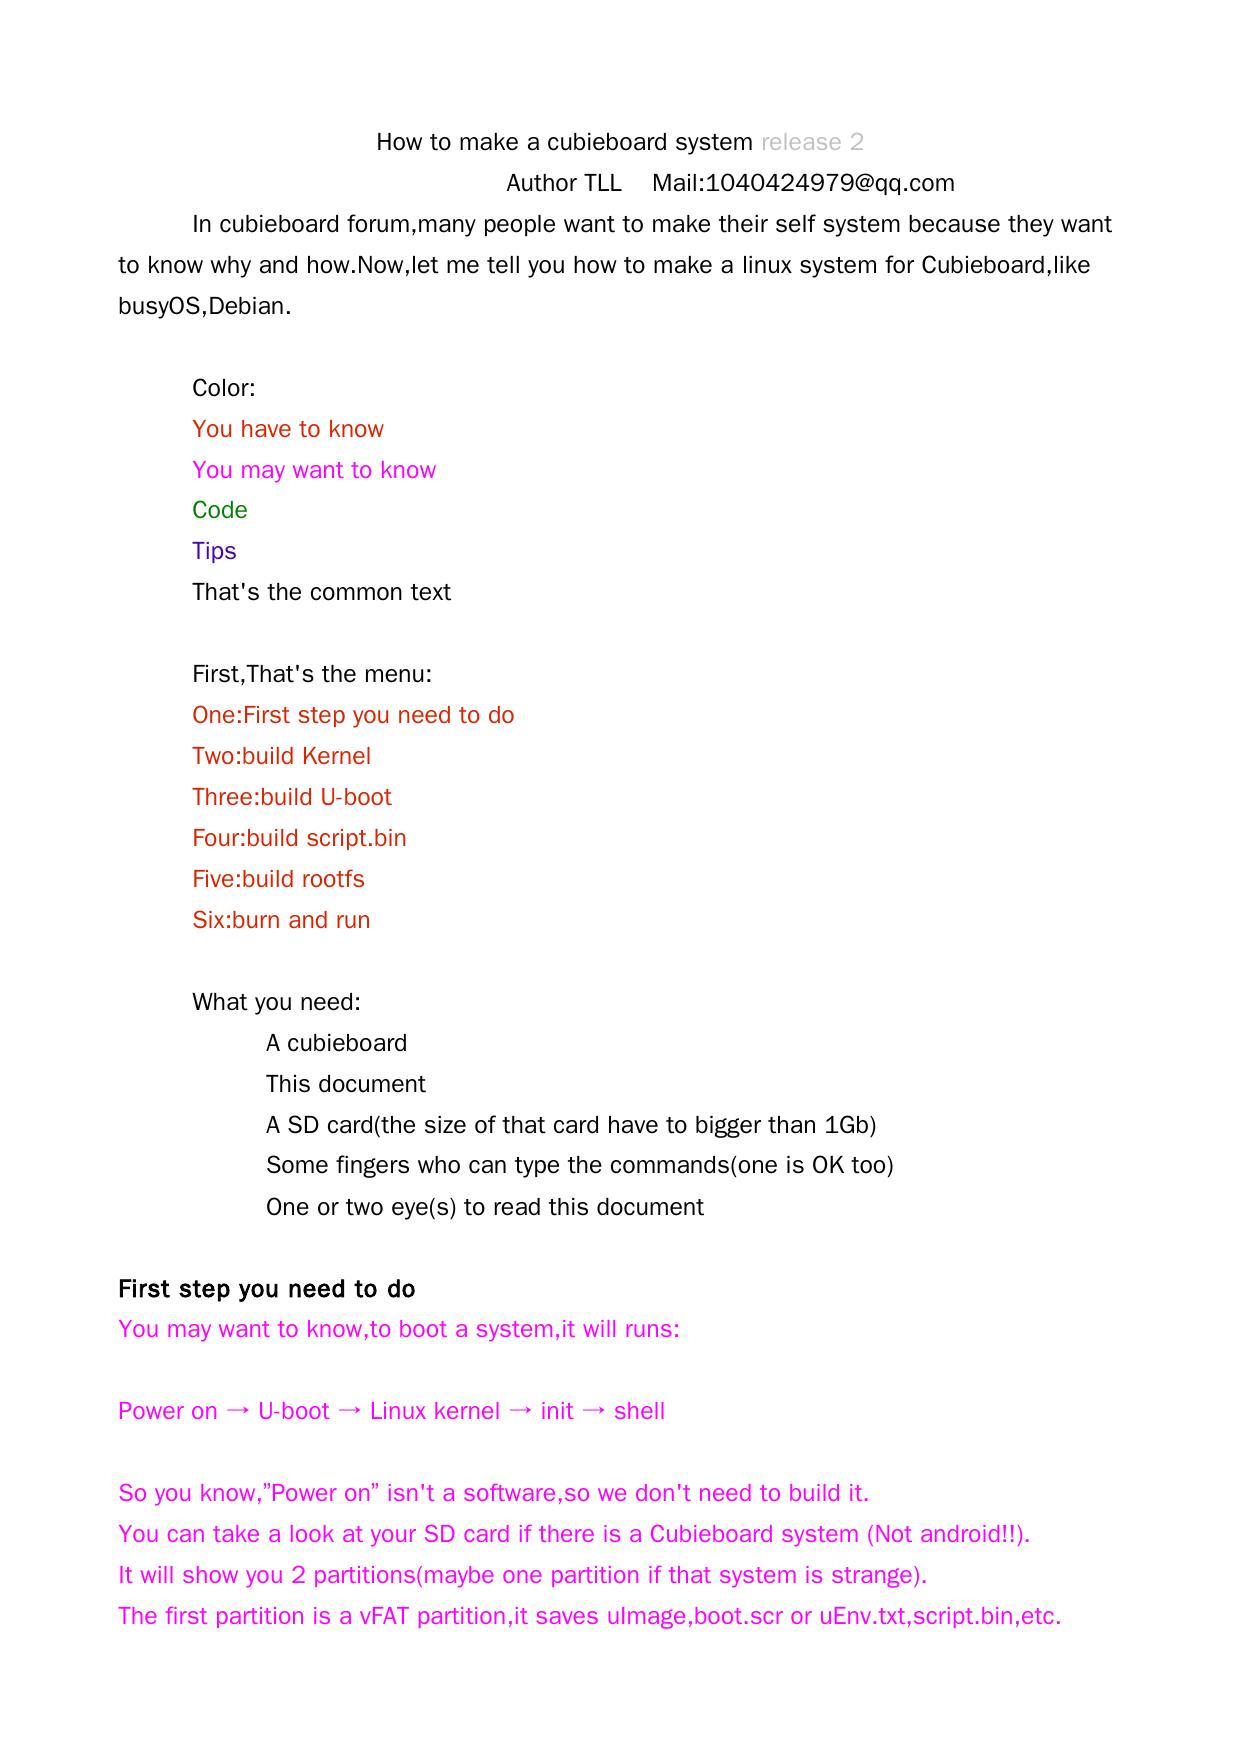 How to make a cubieboard system release 2
Author TLL Mail:1040424979@qq.com
In cubieboard forum,many people want to make their self system because they want
to know why and how.Now,let me tell you how to make a linux system for Cubieboard,like
busyOS,Debian.
Color:
You have to know
You may want to know
Code
Tips
That's the common text
First,That's the menu:
One:First step you need to do
Two:build Kernel
Three:build U-boot
Four:build script.bin
Five:build rootfs
Six:burn and run
What you need:
A cubieboard
This document
A SD card(the size of that card have to bigger than 1Gb)
Some fingers who can type the commands(one is OK too)
One or two eye(s) to read this document
First step you need to do
You may want to know,to boot a system,it will runs:
Power on → U-boot → Linux kernel → init → shell
So you know,”Power on” isn't a software,so we don't need to build it.
You can take a look at your SD card if there is a Cubieboard system (Not android!!).
It will show you 2 partitions(maybe one partition if that system is strange).
The first partition is a vFAT partition,it saves uImage,boot.scr or uEnv.txt,script.bin,etc.